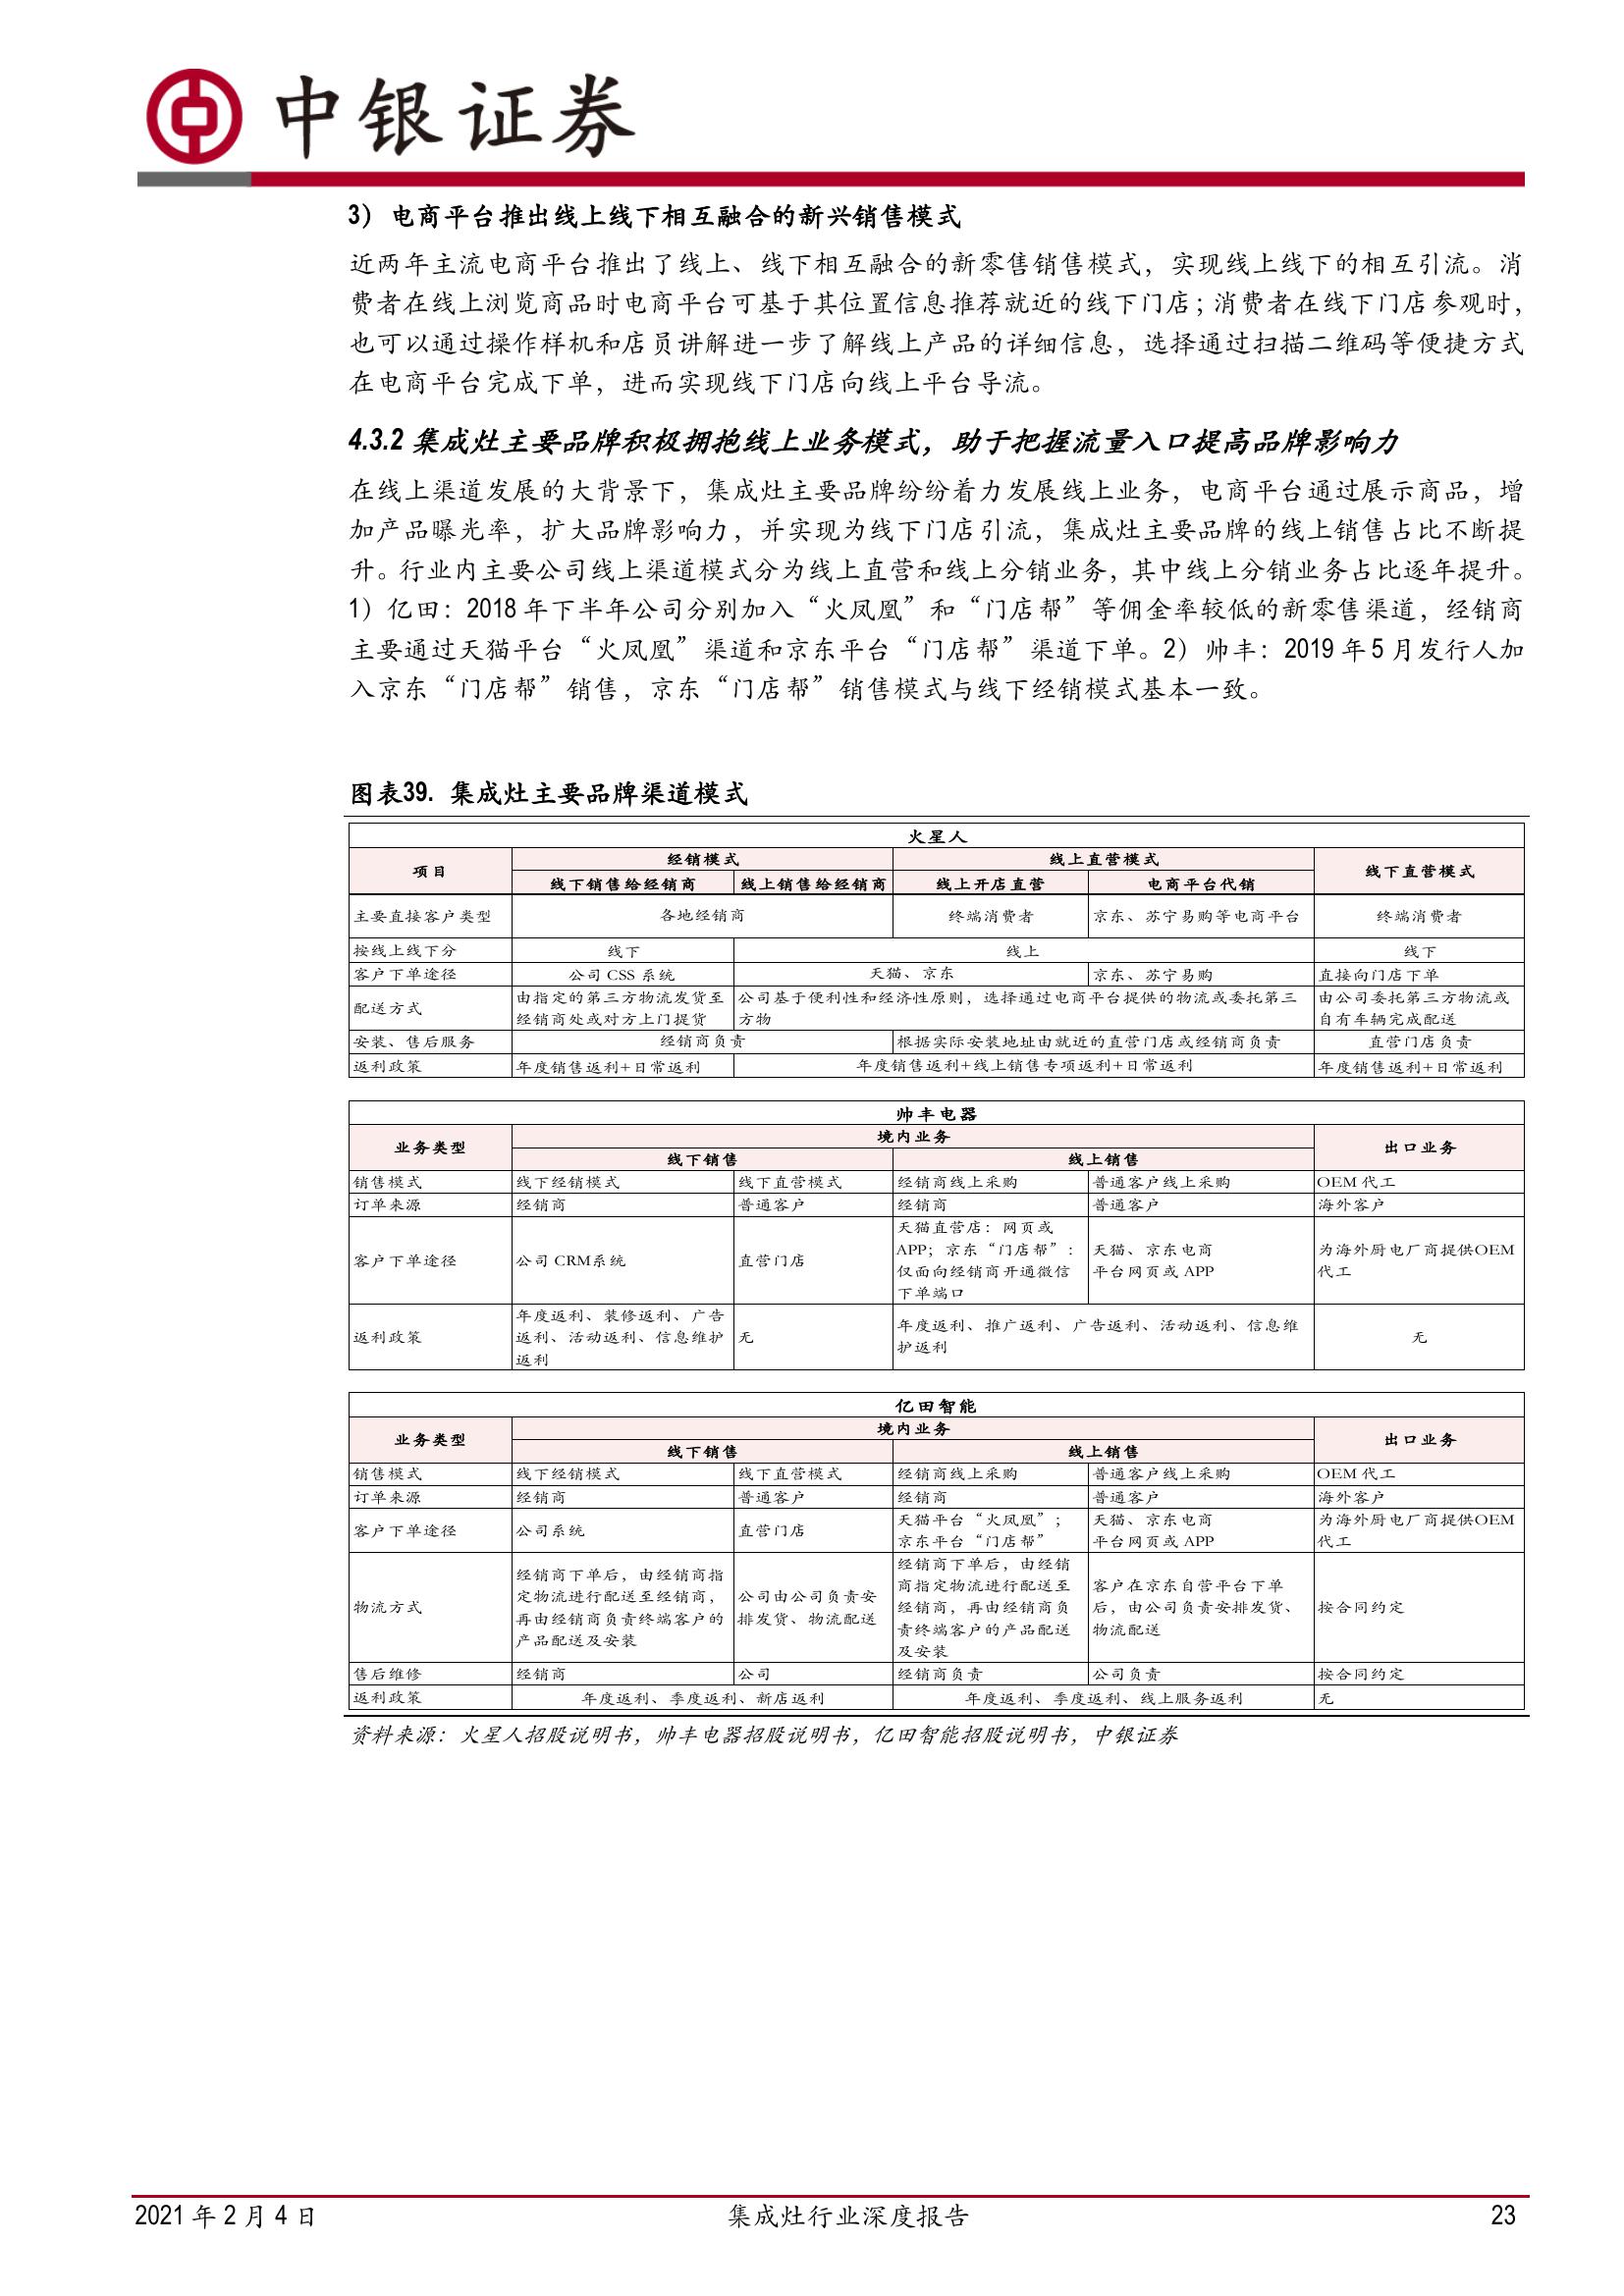 中银证券
3）电商平台推出线上线下相互融合的新兴销售模式
近两年主流电商平台推出了线上、线下相互融合的新零售销售模式，实现线上线下的相互引流。消
费者在线上浏览商品时电商平台可基于其位置信息推荐就近的线下门店；消费者在线下门店参观时，
也可以通过操作样机和店员讲解进一步了解线上产品的详细信息，选择通过扫描二维码等便捷方式
在电商平台完成下单，进而实现线下门店向线上平台导流。
4.3.2 集成灶主要品牌积极拥抱线上业务模式，助于把握流量入口提高品牌影响力
在线上渠道发展的大背景下，集成灶主要品牌纷纷着力发展线上业务，电商平台通过展示商品，增
加产品曝光率，扩大品牌影响力，并实现为线下门店引流，集成灶主要品牌的线上销售占比不断提
升。行业内主要公司线上渠道模式分为线上直营和线上分销业务，其中线上分销业务占比逐年提升。
1）亿田：2018 年下半年公司分别加入“火凤凰”和“门店帮”等佣金率较低的新零售渠道，经销商
主要通过天猫平台“火凤凰”渠道和京东平台“门店帮”渠道下单。2）帅丰：2019 年 5 月发行人加
入京东“门店帮”销售，京东“门店帮”销售模式与线下经销模式基本一致。
图表39. 集成灶主要品牌渠道模式
火星人
项目 经销模式 线上直营模式 线下直营模式
线下销售给经销商 线上销售给经销商 线上开店直营 电商平台代销
主要直接客户类型 各地经销商 终端消费者 京东、苏宁易购等电商平台 终端消费者
按线上线下分 线下 线上 线下
客户下单途径 公司 CSS 系统 天猫、京东 京东、苏宁易购 直接向门店下单
配送方式 由指定的第三方物流发货至 公司基于便利性和经济性原则，选择通过电商平台提供的物流或委托第三 由公司委托第三方物流或
经销商处或对方上门提货 方物 自有车辆完成配送
安装、售后服务 经销商负责 根据实际安装地址由就近的直营门店或经销商负责 直营门店负责
返利政策 年度销售返利+日常返利 年度销售返利+线上销售专项返利+日常返利 年度销售返利+日常返利
帅丰电器
业务类型 境内业务 出口业务
线下销售 线上销售
销售模式 线下经销模式 线下直营模式 经销商线上采购 普通客户线上采购 OEM 代工
订单来源 经销商 普通客户 经销商 普通客户 海外客户
客户下单途径 公司 CRM系统 直营门店 天猫直营店：网页或
APP；京东“门店帮”： 天猫、京东电商 为海外厨电厂商提供OEM
仅面向经销商开通微信 平台网页或 APP 代工
下单端口
年度返利、装修返利、广告
返利政策 返利、活动返利、信息维护 无 年度返利、推广返利、广告返利、活动返利、信息维 无
返利 护返利
亿田智能
业务类型 境内业务 出口业务
线下销售 线上销售
销售模式 线下经销模式 线下直营模式 经销商线上采购 普通客户线上采购 OEM 代工
订单来源 经销商 普通客户 经销商 普通客户 海外客户
客户下单途径 公司系统 直营门店 天猫平台“火凤凰”； 天猫、京东电商 为海外厨电厂商提供OEM
京东平台“门店帮” 平台网页或 APP 代工
经销商下单后，由经销商指 经销商下单后，由经销
定物流进行配送至经销商， 公司由公司负责安 商指定物流进行配送至 客户在京东自营平台下单
物流方式 再由经销商负责终端客户的 排发货、物流配送 经销商，再由经销商负 后，由公司负责安排发货、 按合同约定
产品配送及安装 责终端客户的产品配送 物流配送
及安装
售后维修 经销商 公司 经销商负责 公司负责 按合同约定
返利政策 年度返利、季度返利、新店返利 年度返利、季度返利、线上服务返利 无
资料来源：火星人招股说明书，帅丰电器招股说明书，亿田智能招股说明书，中银证券
2021 年 2 月 4 日 集成灶行业深度报告 23